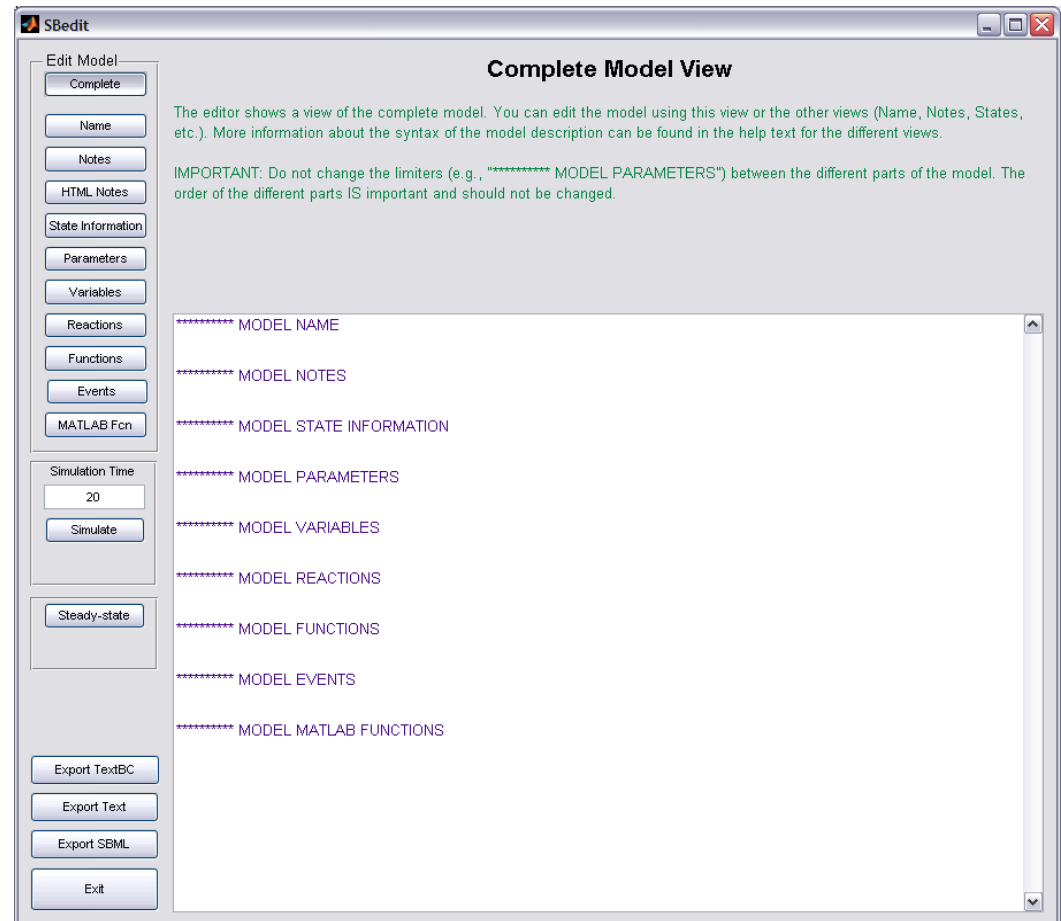 SBedit
Edit Model
Complete
Name
Notes
HTML Notes
State Information
Parameters
Variables
Reactions
Functions
Events
MATLAB Fcn
Simulation Time
20
Simulate
Steady-state
Export TextBC
Export Text
Export SBML
Exit
Complete Model View
The editor shows a view of the complete model. You can edit the model using this view or the other views (Name, Notes, States,
etc.). More information about the syntax of the model description can be found in the help text for the different views.
IMPORTANT: Do not change the limiters (e.g., "********** MODEL PARAMETERS") between the different parts of the model. The
order of the different parts IS important and should not be changed.
********** MODEL NAME
********** MODEL NOTES
********** MODEL STATE INFORMATION
********** MODEL PARAMETERS
********** MODEL VARIABLES
********** MODEL REACTIONS
********** MODEL FUNCTIONS
********** MODEL EVENTS
********** MODEL MATLAB FUNCTIONS